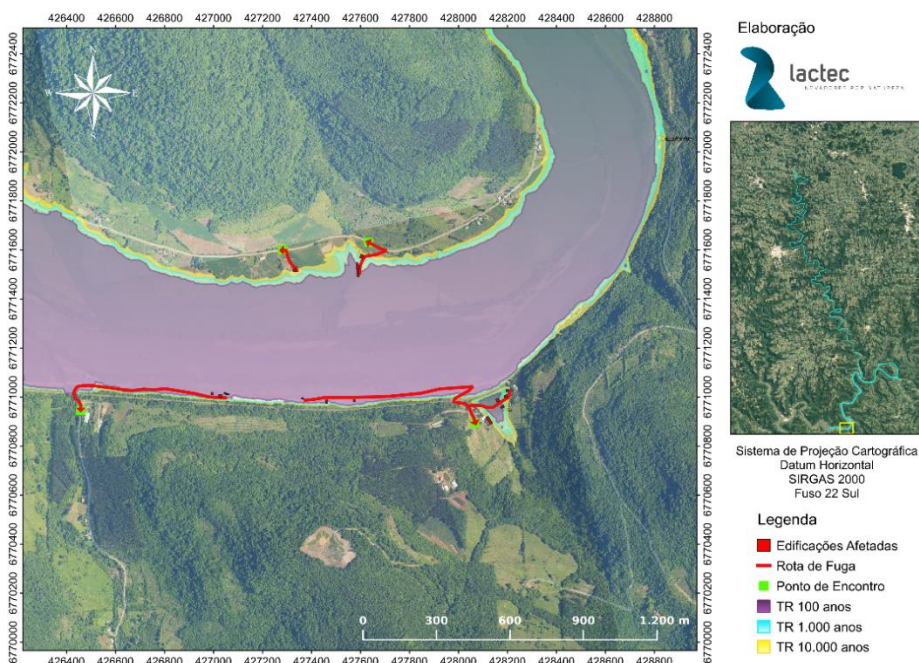 426400 426600 426800 427000 427200 427400 427600 427800 428000 428200 428400 428600 428800
6772400
6772200
6772000
6771800
6771600
6771400
6771200
6771000
6770800
6770600
6770400
6770200
6770000
N
W E
S
0 300 600 900 1.200 m
426400 426600 426800 427000 427200 427400 427600 427800 428000 428200 428400 428600 428800
6772400
6772200
6772000
6771800
6771600
6771400
6771200
6771000
6770800
6770600
6770400
6770200
6770000
Elaboração
lactec
Sistema de Projeção Cartográfica
Datum Horizontal
SIRGAS 2000
Fuso 22 Sul
Legenda
Edificações Afetadas
Rota de Fuga
Ponto de Encontro
TR 100 anos
TR 1.000 anos
TR 10.000 anos